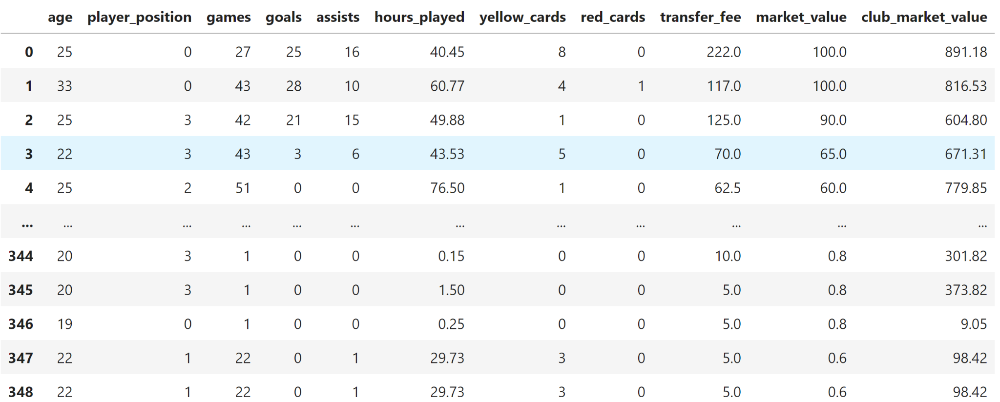 age player_position games goals assists hours_played yellow_cards red_cards transfer_fee market_value club_market_value
0 25 0 27 25 16 40.45 8 0 222.0 100.0 891.18
1 33 0 43 28 10 60.77 4 1 117.0 100.0 816.53
2 25 3 42 21 15 49.88 1 0 125.0 90.0 604.80
3 22 3 43 3 6 43.53 5 0 70.0 65.0 671.31
4 25 2 51 0 0 76.50 1 0 62.5 60.0 779.85
... ... ... ... ... ... ... ... ... ... ... ...
344 20 3 1 0 0 0.15 0 0 10.0 0.8 301.82
345 20 3 1 0 0 1.50 0 0 5.0 0.8 373.82
346 19 0 1 0 0 0.25 0 0 5.0 0.8 9.05
347 22 1 22 0 1 29.73 3 0 5.0 0.6 98.42
348 22 1 22 0 1 29.73 3 0 5.0 0.6 98.42